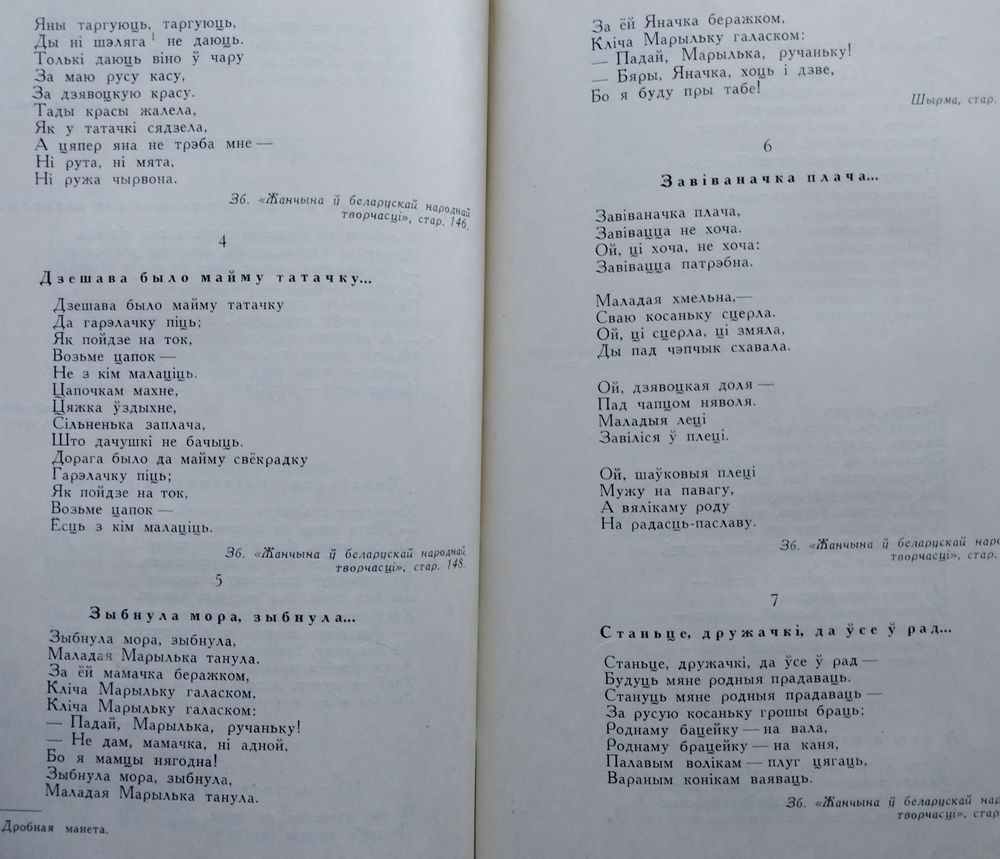 Яны таргуюць, таргуюць,
Ды ні шэляга ¹ не даюць.
Толькі даюць віно ў чару
За маю русу касу,
За дзявоцкую красу.
Тады красы жалела,
Як у татачкі сядзела,
А цяпер яна не трэба мне —
Ні рута, ні мята,
Ні ружа чырвона.
Зб. «Жанчына ў беларускай народнай
творчасці», стар. 146.
4
Дзешава было майму татачку...
Дзешава было майму татачку
Да гарэлачку піць;
Як пойдзе на ток,
Возьме цапок —
Не з кім малаціць.
Цапочкам махне,
Цяжка ўздыхне,
Сільненька заплача,
Што дачушкі не бачыць.
Дорага было да майму свёкрадку
Гарэлачку піць;
Як пойдзе на ток,
Возьме цапок —
Ёсць з кім малаціць.
Зб. «Жанчына ў беларускай народнай
творчасці», стар. 148.
5
Зыбнула мора, зыбнула...
Зыбнула мора, зыбнула,
Маладая Марылька танула.
За ёй мамачка беражком,
Кліча Марыльку галаском,
Кліча Марыльку галаском:
— Падай, Марылька, ручаньку!
— Не дам, мамачка, ні адной,
Бо я мамцы нягодна!
Зыбнула мора, зыбнула,
Маладая Марылька танула.
Дробная манета.
За ёй Яначка беражком,
Кліча Марыльку галаском:
— Падай, Марылька, ручаньку!
— Бяры, Яначка, хоць і дзве,
Бо я буду пры табе!
Шырма, стар.
6
Завіваначка плача...
Завіваначка плача,
Завівацца не хоча.
Ой, ці хоча, не хоча:
Завівацца патрэбна.
Маладая хмельна,—
Сваю косаньку сцерла.
Ой, ці сцерла, ці змяла,
Ды пад чэпчык схавала.
Ой, дзявоцкая доля —
Пад чапцом няволя.
Маладыя леці
Завіліся ў плеці.
Ой, шаўковыя плеці
Мужу на павагу,
А вялікаму роду
На радасць-паславу.
Зб. «Жанчына ў беларускай наро
творчасці», стар.
7
Станьце, дружачкі, да ўсе ў рад...
Станьце, дружачкі, да ўсе ў рад —
Будуць мяне родныя прадаваць.
Стануць мяне родныя прадаваць —
За русую косаньку грошы браць;
Роднаму бацейку — на вала,
Роднаму брацейку — на каня,
Палавым волікам — плуг цягаць,
Вараным конікам ваяваць.
Зб. «Жанчына ў беларускай наро
творчасці», стар.